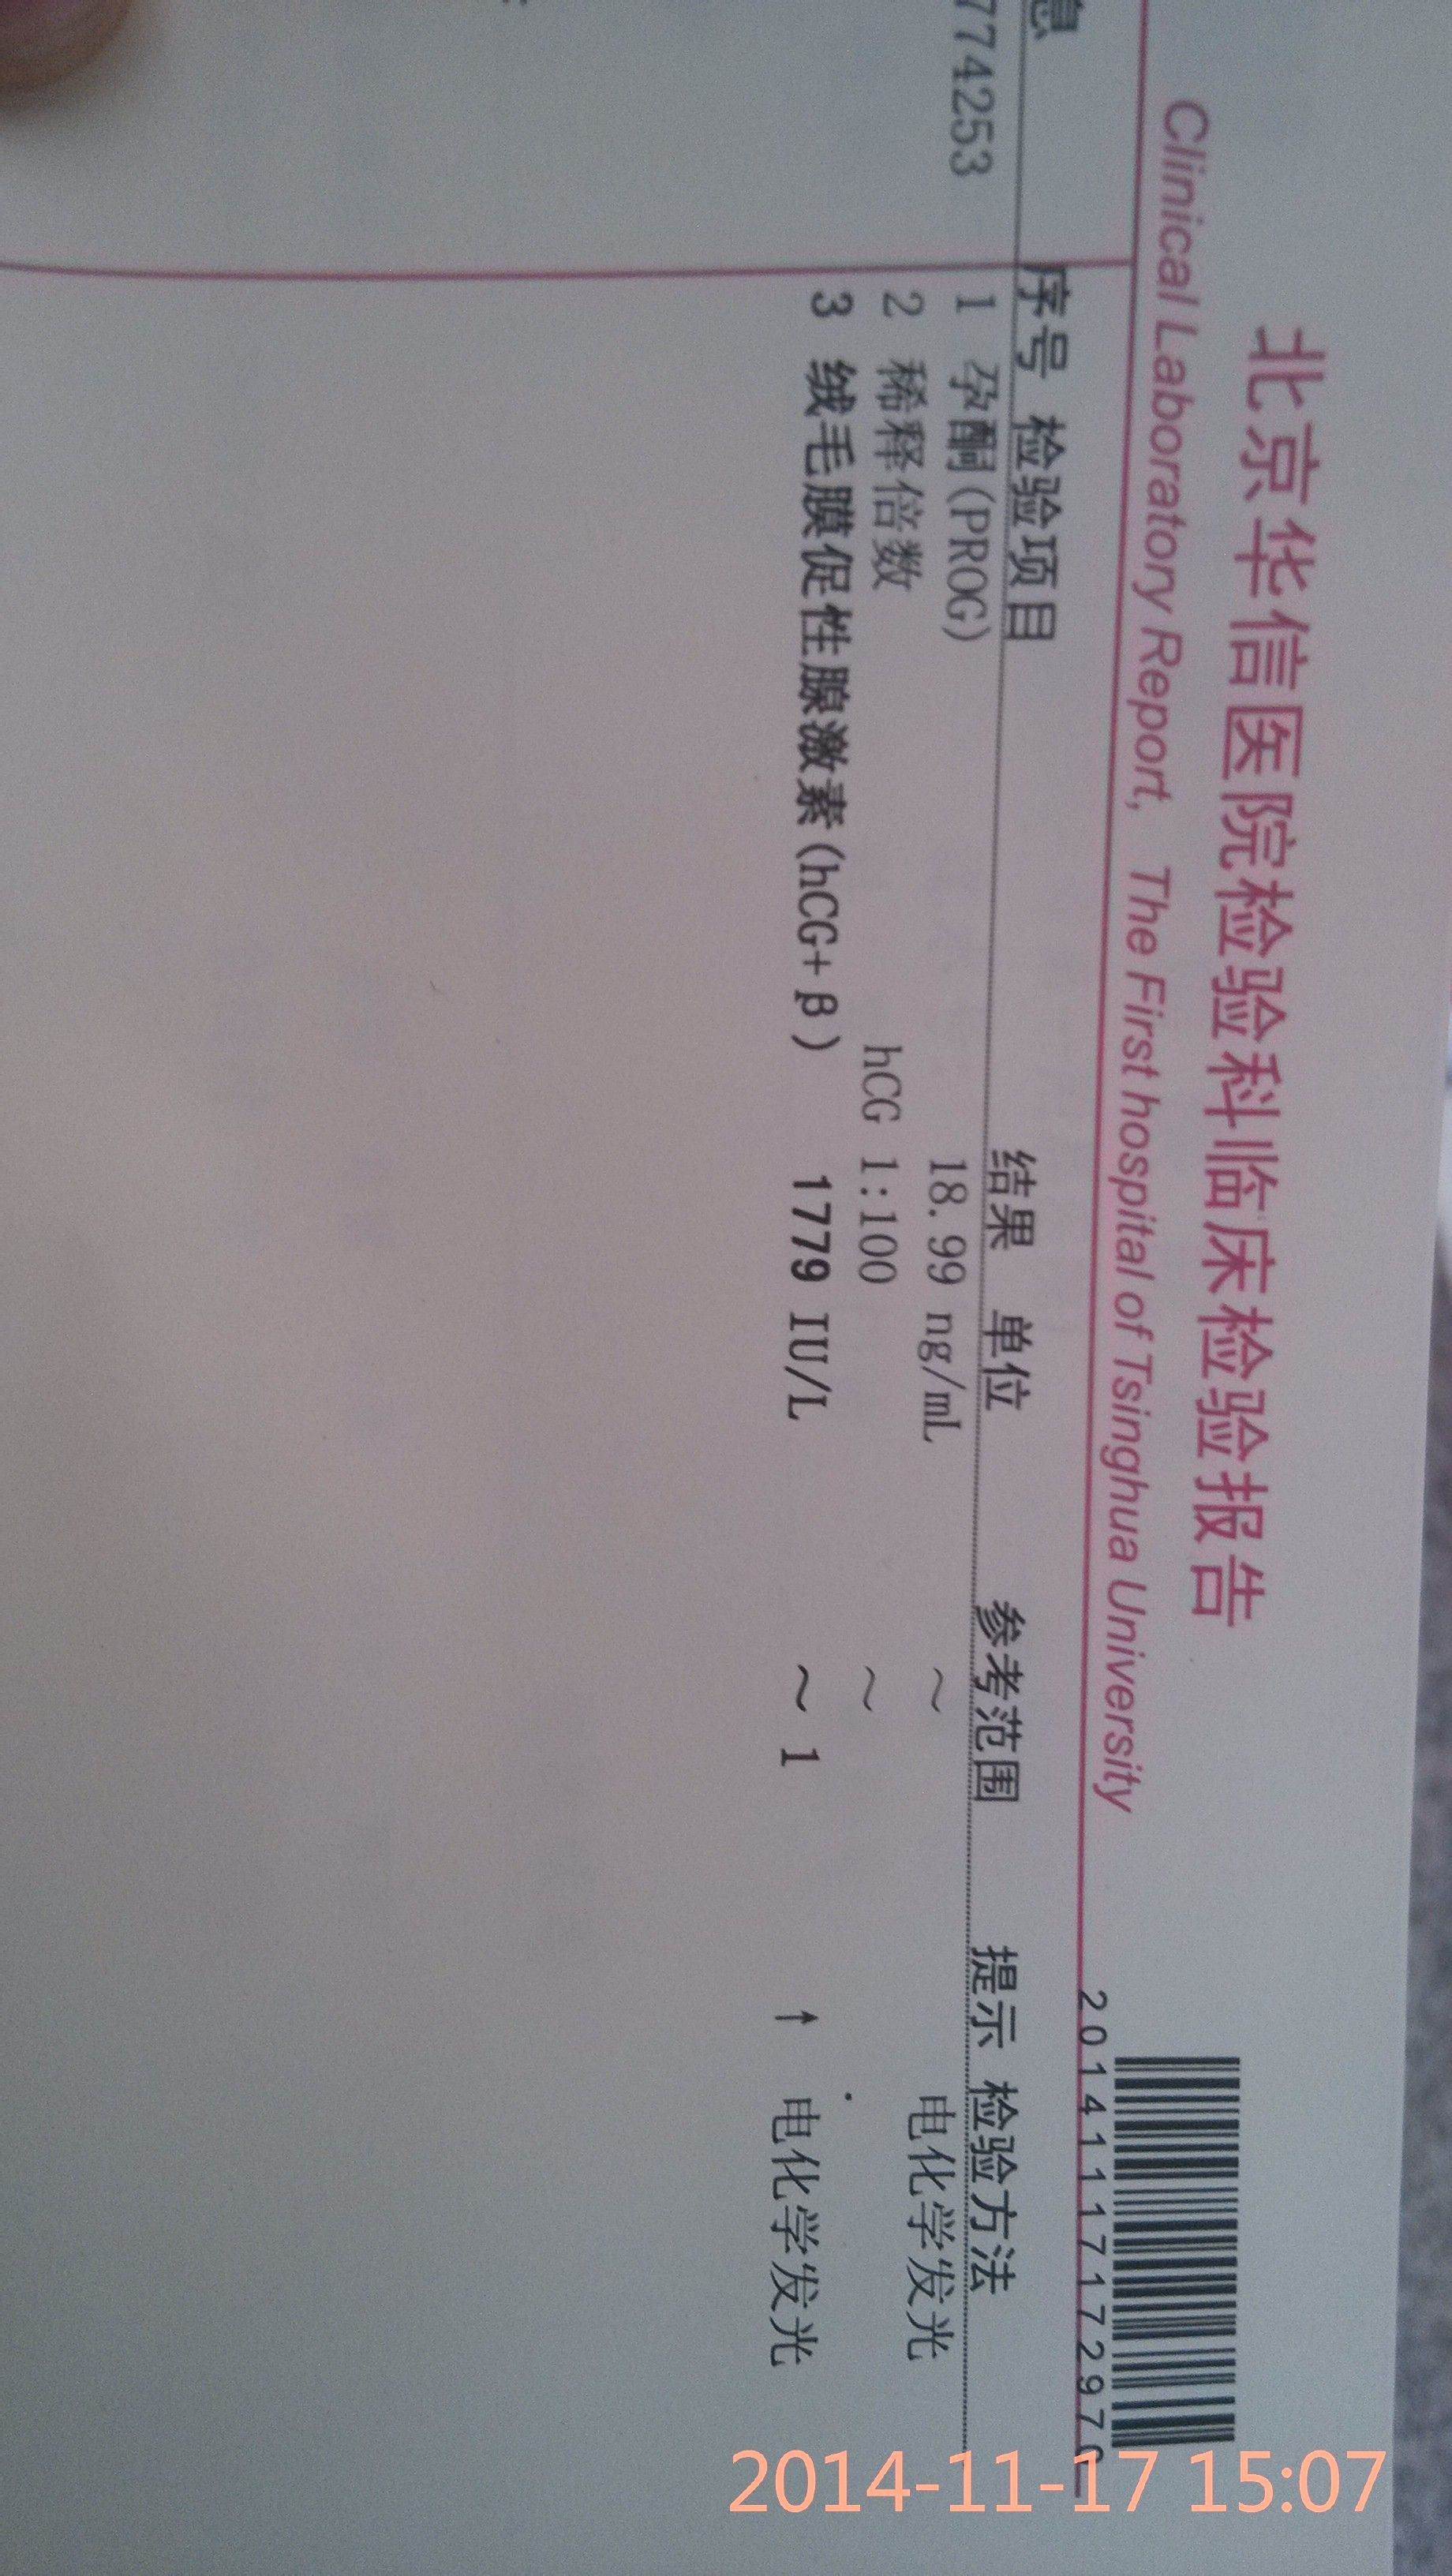 北京华信医院检验科临床检验报告
Clinical Laboratory Report, The First hospital of Tsinghua University
2014111717297
息
774253
序号 检验项目 结果 单位 参考范围 提示 检验方法
1 孕酮(PROG) 18.99 ng/mL ~ 电化学发光
2 稀释倍数 hCG 1:100 ~
3 绒毛膜促性腺激素(hCG+β) 1779 IU/L ~ 1 ↑ 电化学发光
2014-11-17 15:07